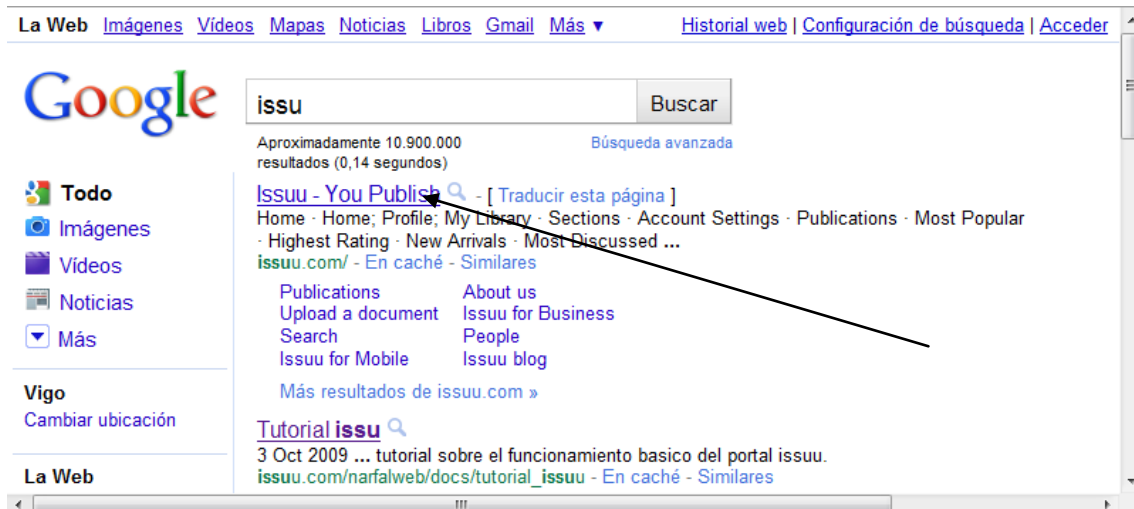 La Web Imágenes Vídeos Mapas Noticias Libros Gmail Más ▼ Historial web | Configuración de búsqueda | Acceder
Google
issu Buscar
Aproximadamente 10.900.000 Búsqueda avanzada
resultados (0,14 segundos)
Todo
Imágenes
Vídeos
Noticias
Más
Vigo
Cambiar ubicación
La Web
Issuu - You Publish - [ Traducir esta página ]
Home · Home; Profile; My Library · Sections · Account Settings · Publications · Most Popular
· Highest Rating · New Arrivals · Most Discussed ...
issuu.com/ - En caché - Similares
Publications About us
Upload a document Issuu for Business
Search People
Issuu for Mobile Issuu blog
Más resultados de issuu.com »
Tutorial issu
3 Oct 2009 ... tutorial sobre el funcionamiento basico del portal issuu.
issuu.com/narfalweb/docs/tutorial_issuu - En caché - Similares